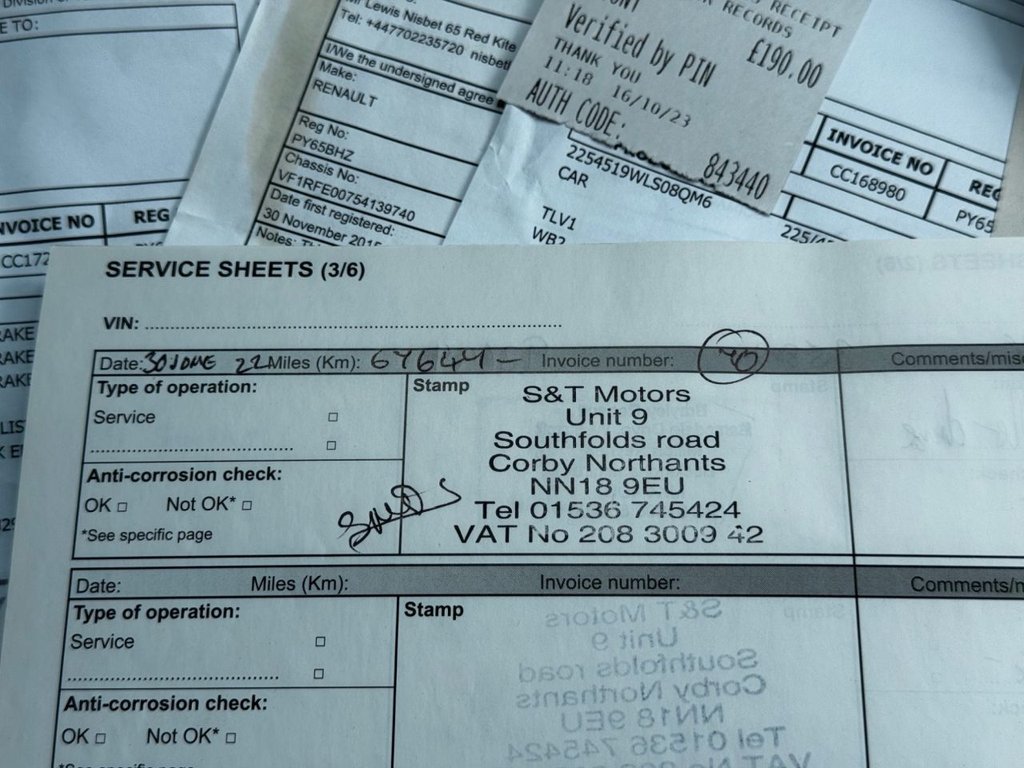 E TO:
INVOICE NO
REG
CC172
Mr Lewis Nisbet 65 Red Kite
Tel: +447702235720 nisbet
I/We the undersigned agree
Make:
RENAULT
Reg No:
PY65BHZ
Chassis No:
VF1RFE00754139740
Date first registered:
30 November 2015
Notes:
RECEIPT
RECORDS
£190.00
Verified by PIN
THANK YOU
11:18 16/10/23
AUTH CODE:
843440
2254519WLS08QM6
CAR
TLV1
WB2
INVOICE NO
REG
CC168980
PY65
SERVICE SHEETS (3/6)
VIN:
Date: 30 JUNE 22 Miles (Km): 67644 - Invoice number: Comments/mis
Type of operation:
Stamp
Service
Anti-corrosion check:
OK Not OK*
*See specific page
S&T Motors
Unit 9
Southfolds road
Corby Northants
NN18 9EU
Tel 01536 745424
VAT No 208 3009 42
Date: Miles (Km): Invoice number: Comments/m
Type of operation:
Stamp
Service
Anti-corrosion check:
OK Not OK*